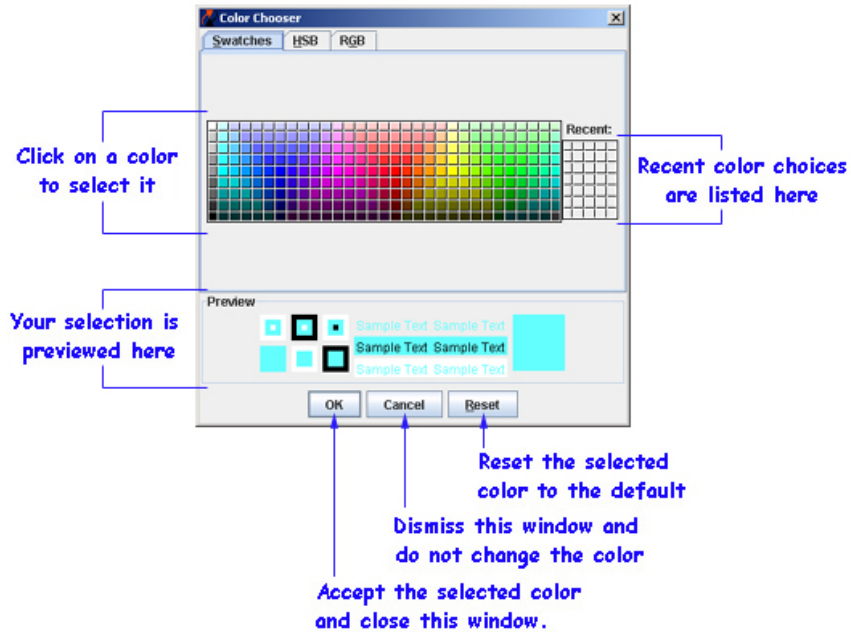 Color Chooser
Swatches HSB RGB
Recent:
Click on a color
to select it
Recent color choices
are listed here
Preview
Your selection is
previewed here
Sample Text Sample Text
Sample Text Sample Text
Sample Text Sample Text
OK Cancel Reset
Reset the selected
color to the default
Dismiss this window and
do not change the color
Accept the selected color
and close this window.